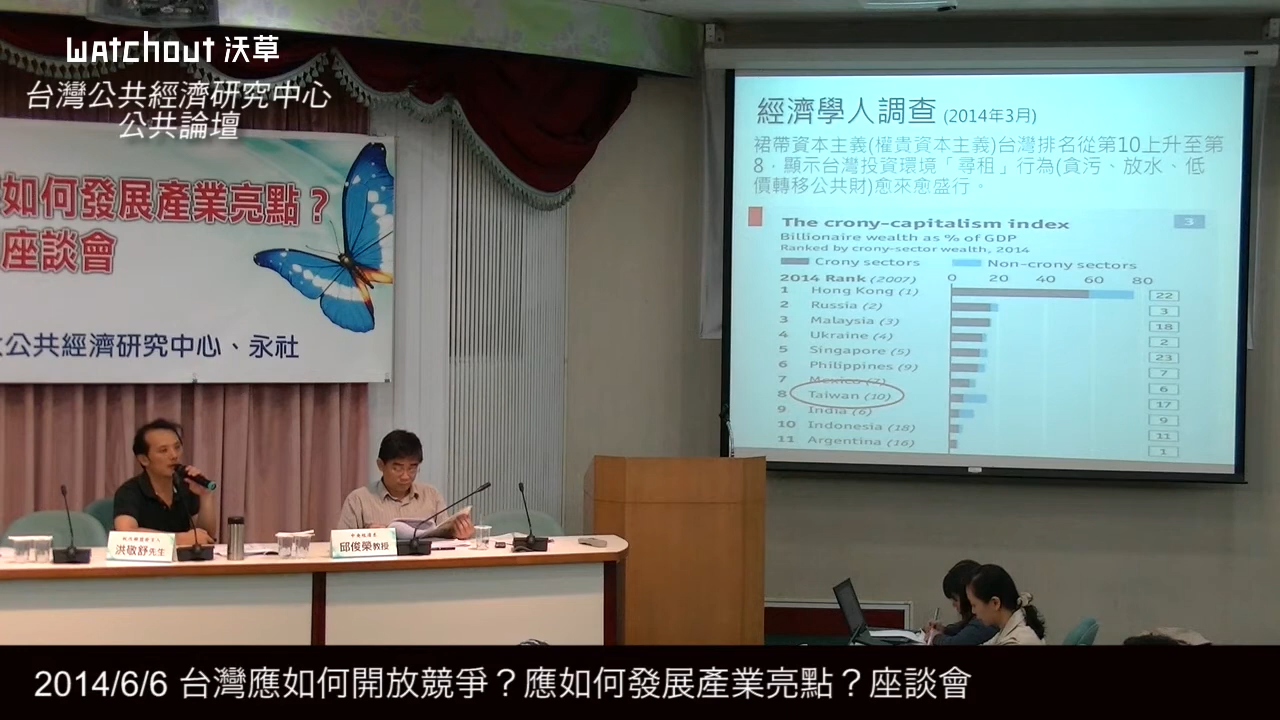 WATCHOUT 沃草
台灣公共經濟研究中心
公共論壇
如何發展產業亮點？
座談會
公共經濟研究中心、永社
經濟學人調查 (2014年3月)
裙帶資本主義(權貴資本主義)台灣排名從第10上升至第
8，顯示台灣投資環境「尋租」行為(貪污、放水、低
價轉移公共財)愈來愈盛行。
The crony-capitalism index
3
Billionaire wealth as % of GDP
Ranked by crony-sector wealth, 2014
Crony sectors
Non-crony sectors
2014 Rank (2007)
0 20 40 60 80
1 Hong Kong (1) 22
2 Russia (2) 3
3 Malaysia (3) 18
4 Ukraine (4) 2
5 Singapore (5) 23
6 Philippines (9) 7
7 Mexico (7) 6
8 Taiwan (10) 17
9 India (6) 9
10 Indonesia (18) 11
11 Argentina (16) 1
洪敬舒先生
邱俊榮教授
2014/6/6 台灣應如何開放競爭？應如何發展產業亮點？座談會